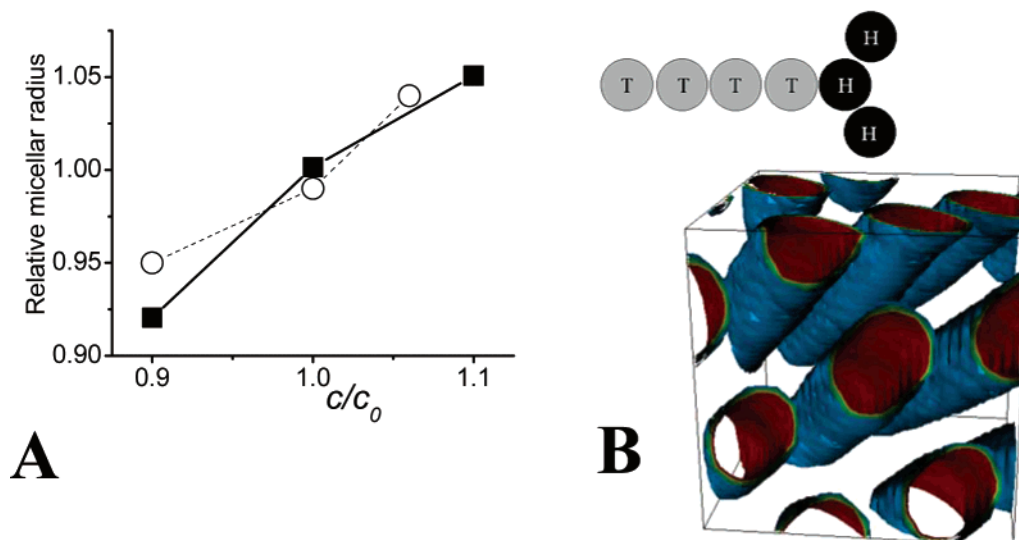 Relative micellar radius
1.05
1.00
0.95
0.90
0.9 1.0 1.1
c/c0
A
T T T T H
H
H
B